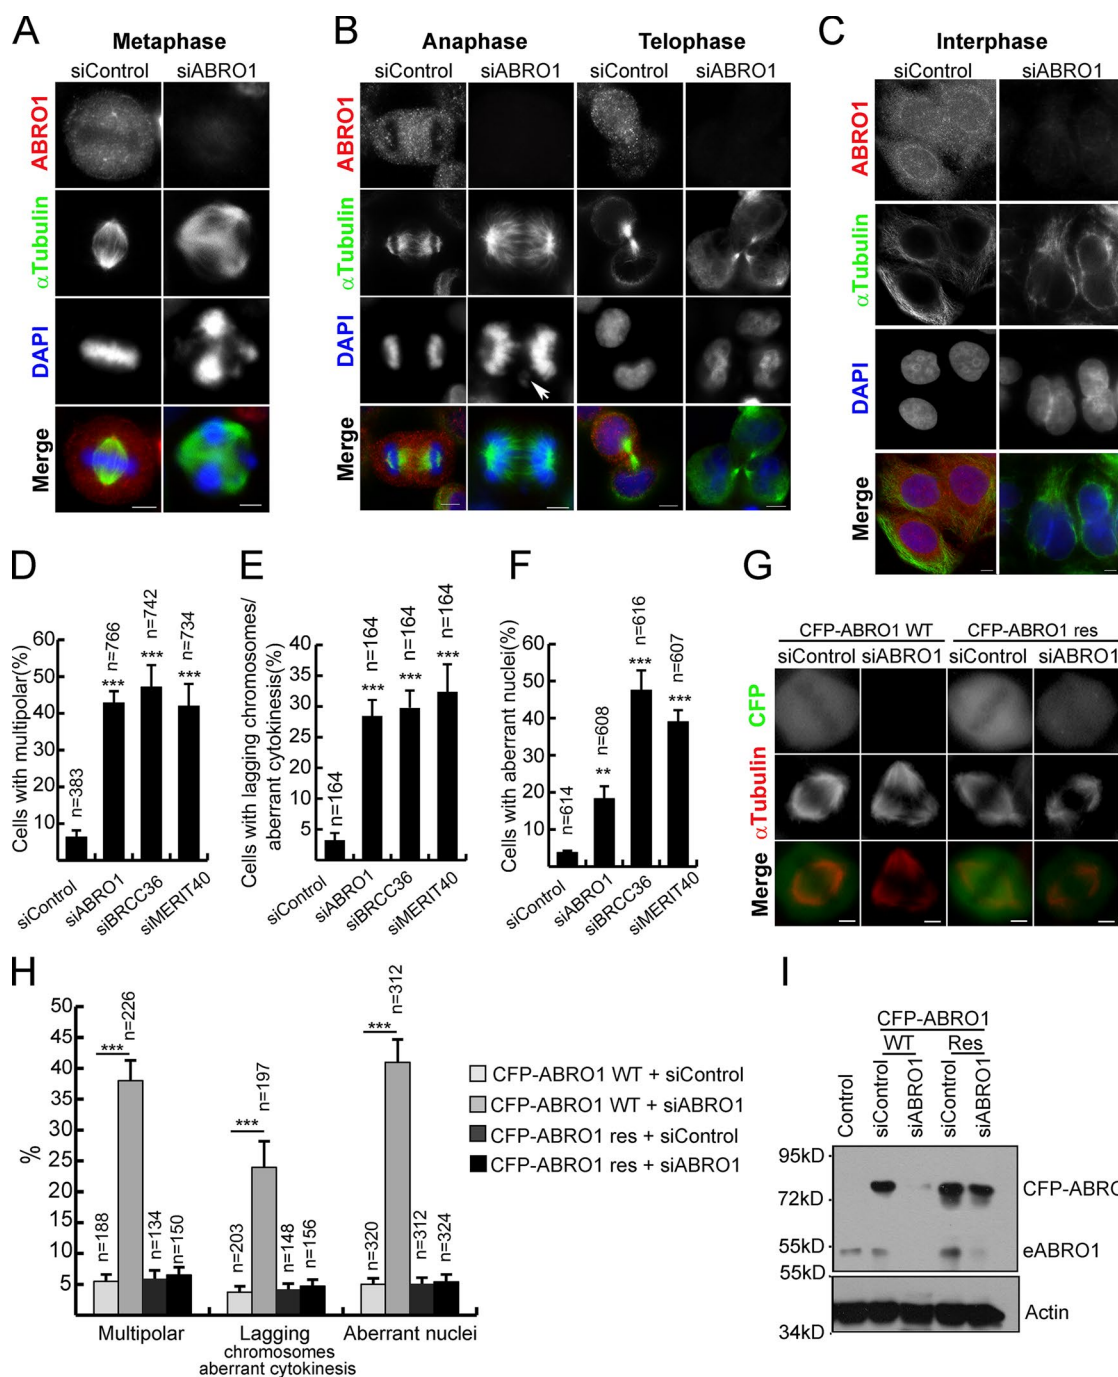 A
Metaphase
siControl siABRO1
ABRO1
αTubulin
DAPI
Merge
B
Anaphase Telophase
siControl siABRO1 siControl siABRO1
ABRO1
αTubulin
DAPI
Merge
C
Interphase
siControl siABRO1
ABRO1
αTubulin
DAPI
Merge
D
Cells with multipolar(%)
60
50
40
30
20
10
n=383
n=766
n=742
n=734
***
***
***
siControl
siABRO1
siBRCC36
siMERIT40
E
Cells with lagging chromosomes/
aberrant cytokinesis(%)
40
35
30
25
20
15
10
5
n=164
n=164
n=164
n=164
***
***
***
siControl
siABRO1
siBRCC36
siMERIT40
F
Cells with aberrant nuclei(%)
60
50
40
30
20
10
n=614
n=608
n=616
n=607
**
***
***
siControl
siABRO1
siBRCC36
siMERIT40
G
CFP-ABRO1 WT CFP-ABRO1 res
siControl siABRO1 siControl siABRO1
CFP
αTubulin
Merge
H
%
50
45
40
35
30
25
20
15
10
5
n=188
***
n=226
n=134
n=150
n=203
***
n=197
n=148
n=156
n=320
***
n=312
n=312
n=324
Multipolar
Lagging
chromosomes
aberrant cytokinesis
Aberrant nuclei
CFP-ABRO1 WT + siControl
CFP-ABRO1 WT + siABRO1
CFP-ABRO1 res + siControl
CFP-ABRO1 res + siABRO1
I
CFP-ABRO1
WT Res
Control
siControl
siABRO1
siControl
siABRO1
95kD
72kD
55kD
55kD
34kD
CFP-ABRO
eABRO1
Actin